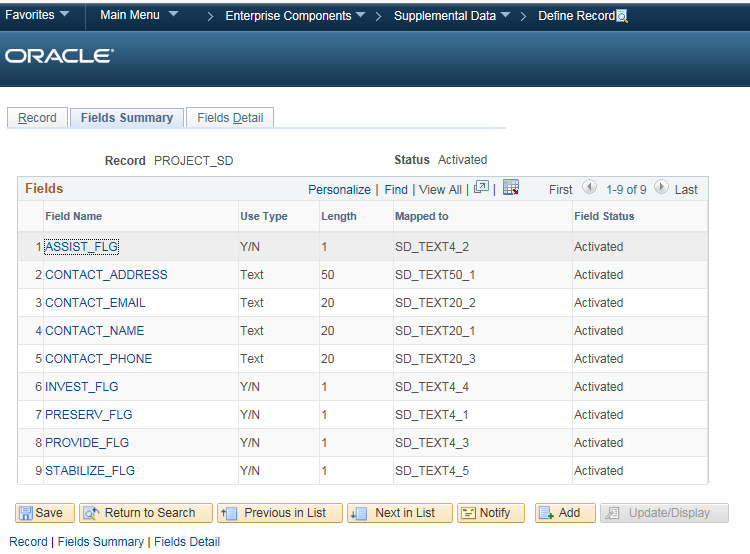 Favorites Main Menu > Enterprise Components > Supplemental Data > Define Record
ORACLE®
Record Fields Summary Fields Detail
Record PROJECT_SD Status Activated
Fields Personalize | Find | View All | | First 1-9 of 9 Last
Field Name Use Type Length Mapped to Field Status
1 ASSIST_FLG Y/N 1 SD_TEXT4_2 Activated
2 CONTACT_ADDRESS Text 50 SD_TEXT50_1 Activated
3 CONTACT_EMAIL Text 20 SD_TEXT20_2 Activated
4 CONTACT_NAME Text 20 SD_TEXT20_1 Activated
5 CONTACT_PHONE Text 20 SD_TEXT20_3 Activated
6 INVEST_FLG Y/N 1 SD_TEXT4_4 Activated
7 PRESERV_FLG Y/N 1 SD_TEXT4_1 Activated
8 PROVIDE_FLG Y/N 1 SD_TEXT4_3 Activated
9 STABILIZE_FLG Y/N 1 SD_TEXT4_5 Activated
Save Return to Search Previous in List Next in List Notify Add Update/Display
Record | Fields Summary | Fields Detail